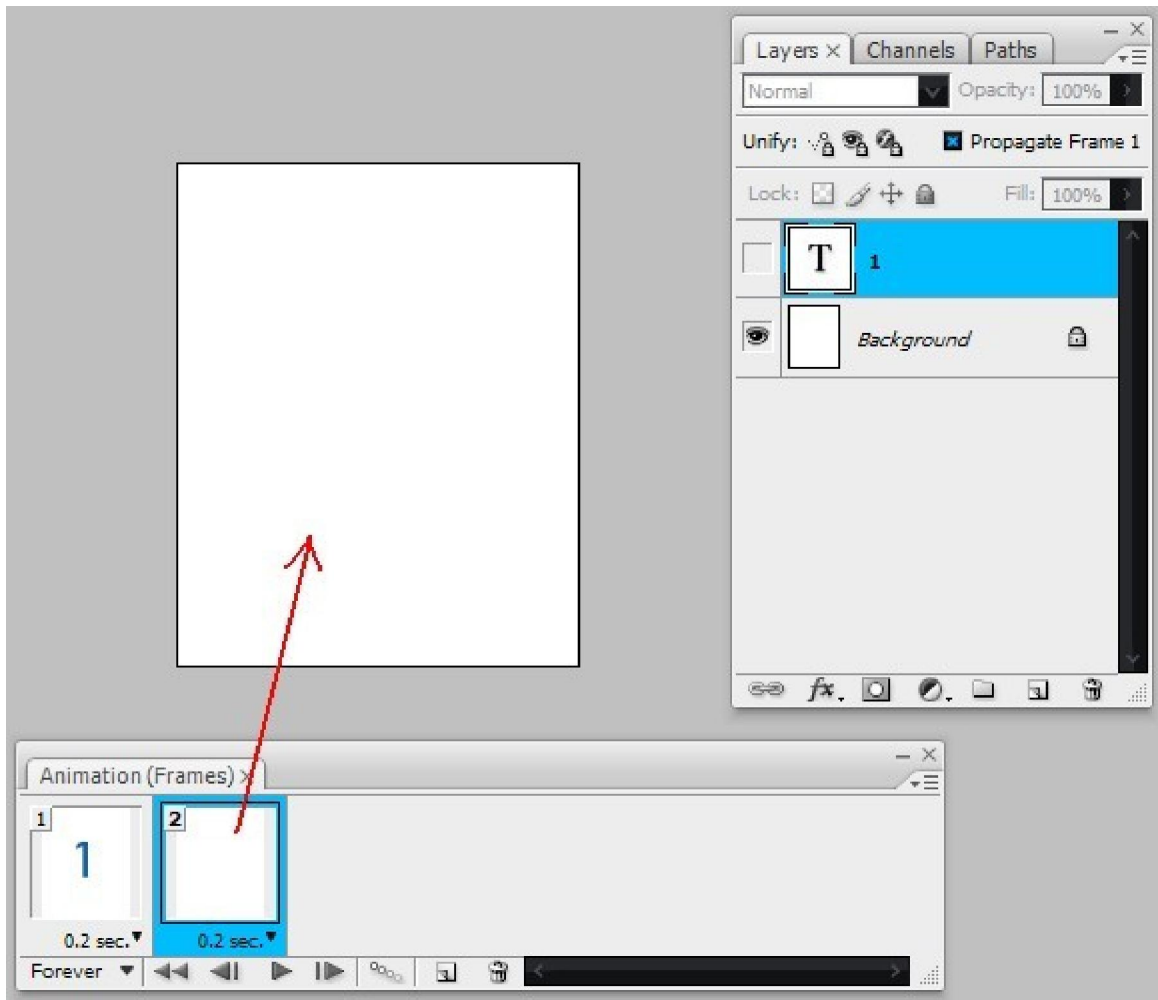 Layers × Channels Paths
Normal Opacity: 100%
Unify: Propagate Frame 1
Lock: Fill: 100%
T 1
Background
fx.
Animation (Frames) ×
1 2
1
0.2 sec. 0.2 sec.
Forever